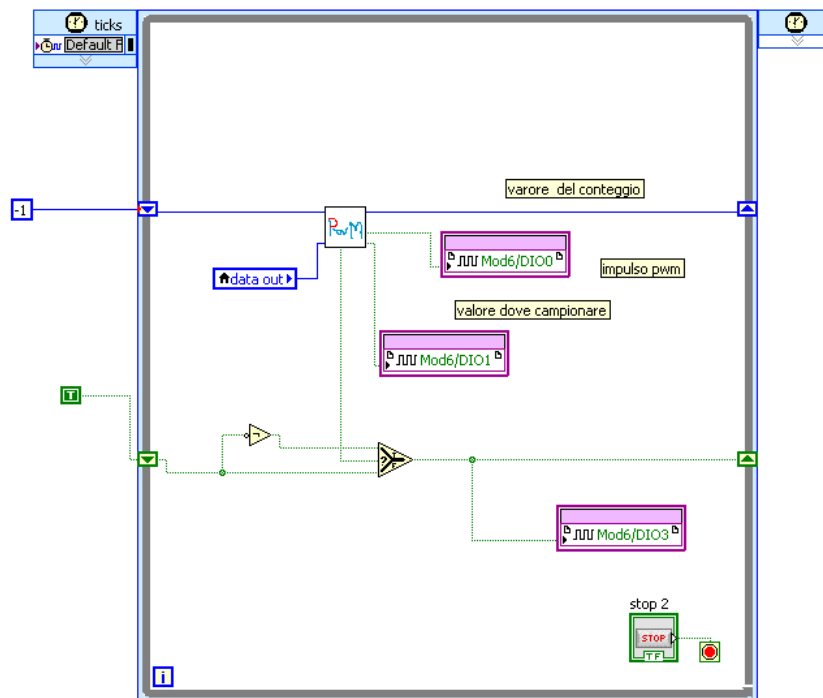 ticks
Default F
varore del conteggio
-1
PWM
Mod6/DIO0
data out
impulso pwm
valore dove campionare
Mod6/DIO1
T
F
Mod6/DIO3
stop 2
STOP
TF
i